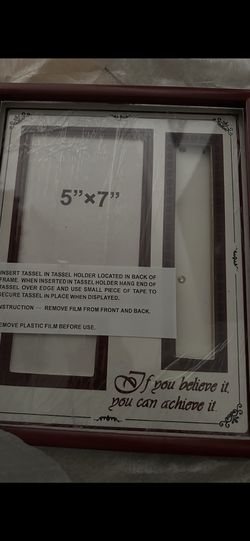 5”×7”
INSERT TASSEL IN TASSEL HOLDER LOCATED IN BACK OF
FRAME. WHEN INSERTED IN TASSEL HOLDER HANG END OF
TASSEL OVER EDGE AND USE SMALL PIECE OF TAPE TO
SECURE TASSEL IN PLACE WHEN DISPLAYED.
NSTRUCTION — REMOVE FILM FROM FRONT AND BACK.
REMOVE PLASTIC FILM BEFORE USE.
If you believe it,
you can achieve it.